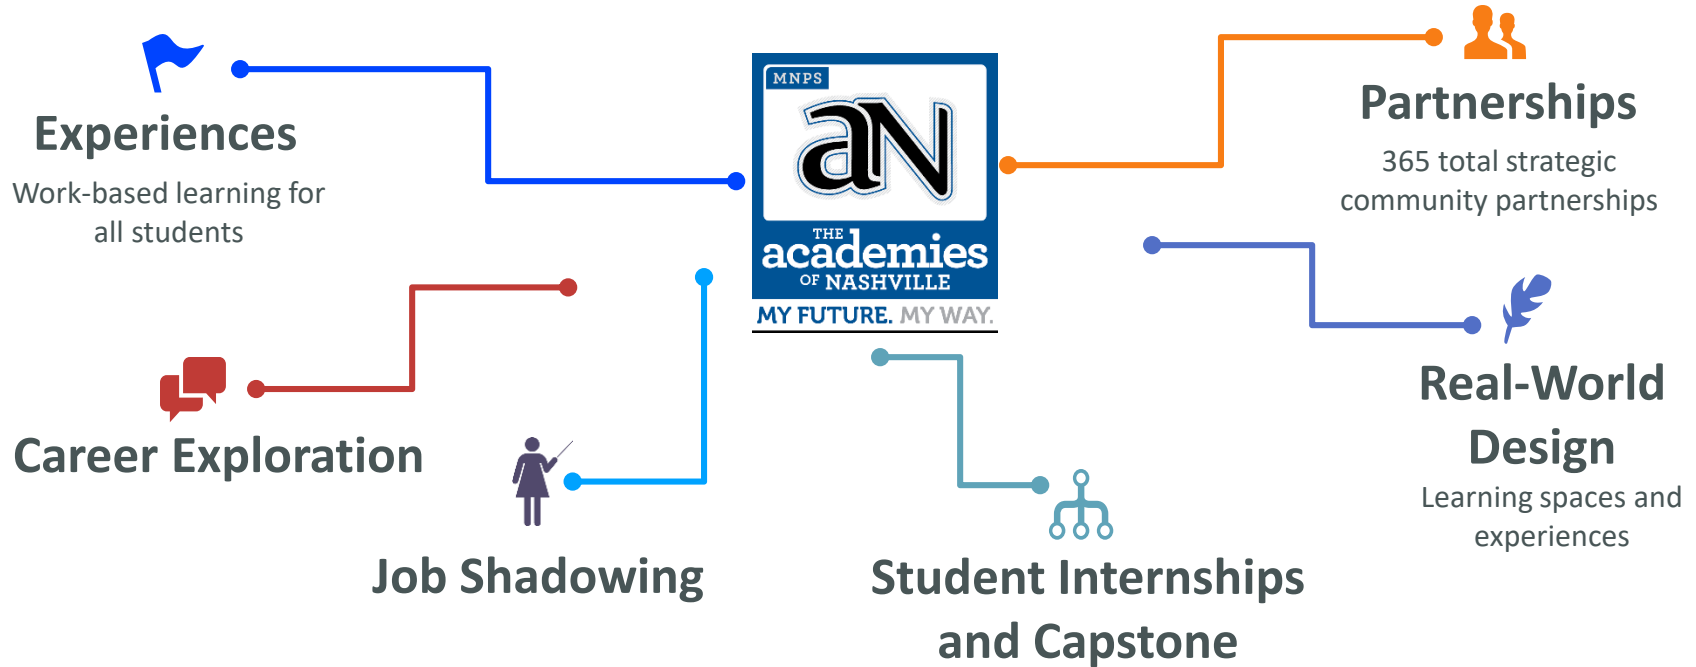 Experiences
Work-based learning for
all students
Career Exploration
Job Shadowing
MNPS
aN
THE
academies
OF NASHVILLE
MY FUTURE. MY WAY.
Student Internships
and Capstone
Partnerships
365 total strategic
community partnerships
Real-World
Design
Learning spaces and
experiences